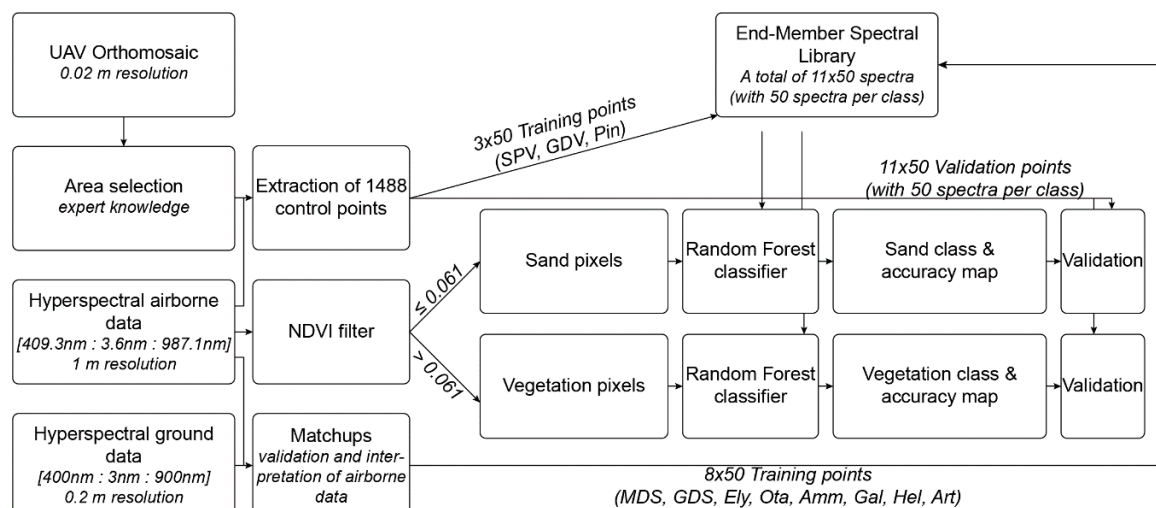 UAV Orthomosaic
0.02 m resolution
End-Member Spectral
Library
A total of 11x50 spectra
(with 50 spectra per class)
3x50 Training points
(SPV, GDV, Pin)
Area selection
expert knowledge
Extraction of 1488
control points
11x50 Validation points
(with 50 spectra per class)
Hyperspectral airborne
data
[409.3nm : 3.6nm : 987.1nm]
1 m resolution
NDVI filter
≤ 0.061
> 0.061
Sand pixels
Random Forest
classifier
Sand class &
accuracy map
Validation
Vegetation pixels
Random Forest
classifier
Vegetation class &
accuracy map
Validation
Hyperspectral ground
data
[400nm : 3nm : 900nm]
0.2 m resolution
Matchups
validation and inter-
pretation of airborne
data
8x50 Training points
(MDS, GDS, Ely, Ota, Amm, Gal, Hel, Art)